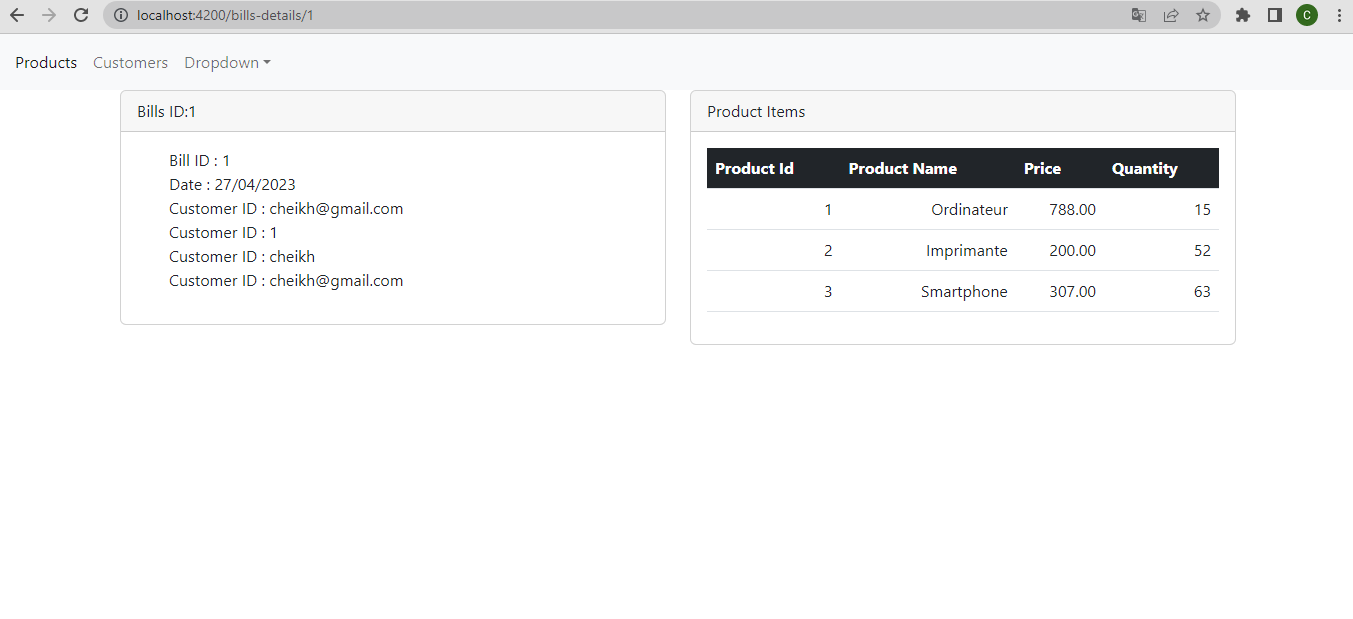 localhost:4200/bills-details/1
C
Products Customers Dropdown
Bills ID:1
Bill ID : 1
Date : 27/04/2023
Customer ID : cheikh@gmail.com
Customer ID : 1
Customer ID : cheikh
Customer ID : cheikh@gmail.com
Product Items
Product Id Product Name Price Quantity
1 Ordinateur 788.00 15
2 Imprimante 200.00 52
3 Smartphone 307.00 63